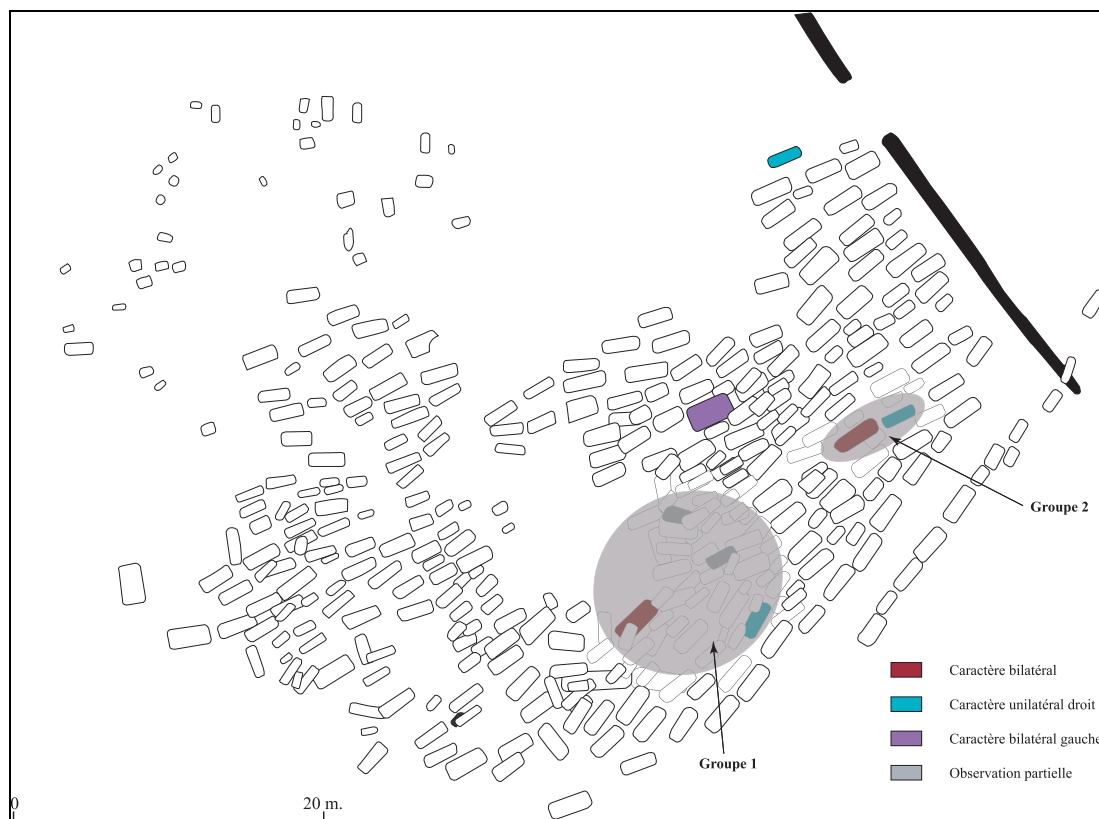 Groupe 2
Caractère bilatéral
Caractère unilatéral droit
Caractère bilatéral gauche
Groupe 1
Observation partielle
0
20 m.